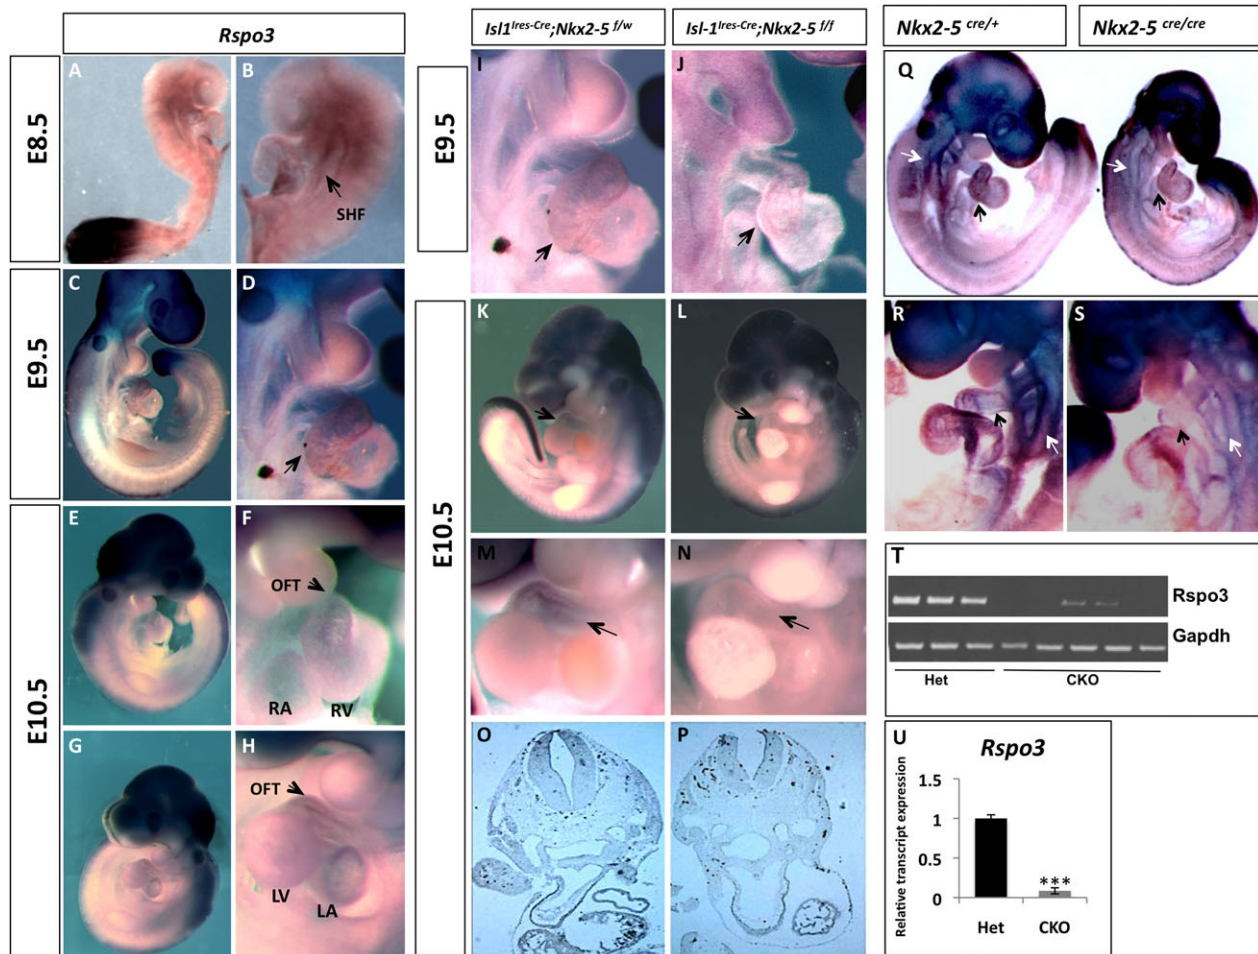 Rspo3
E8.5
A
B
SHF
E9.5
C
D
E10.5
E
F
OFT
RA
RV
G
H
OFT
LV
LA
Isl1Ires-Cre;Nkx2-5 f/w
Isl-1Ires-Cre;Nkx2-5 f/f
E9.5
I
J
E10.5
K
L
M
N
O
P
Nkx2-5 cre/+
Nkx2-5 cre/cre
Q
R
S
T
Rspo3
Gapdh
Het
CKO
U
Rspo3
Relative transcript expression
1.5
1
0.5
0
***
Het
CKO